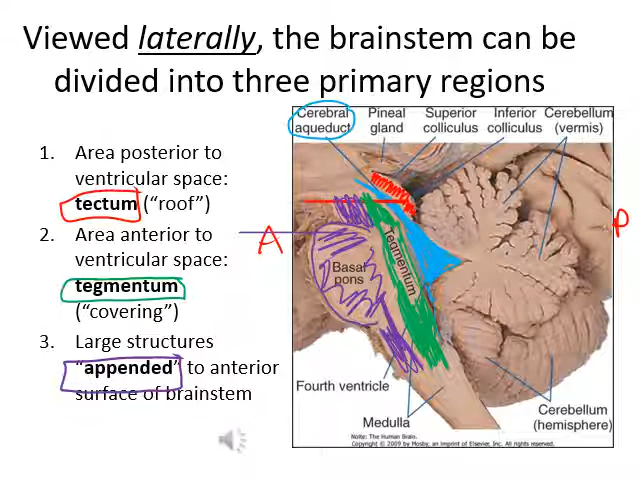 Viewed laterally, the brainstem can be
divided into three primary regions
1. Area posterior to
ventricular space:
tectum ("roof")
2. Area anterior to
ventricular space:
tegmentum
("covering")
3. Large structures
"appended" to anterior
surface of brainstem
Cerebral
aqueduct
Pineal
gland
Superior
colliculus
Inferior
colliculus
Cerebellum
(vermis)
A
P
Tegmentum
Basal
pons
Fourth ventricle
Medulla
Cerebellum
(hemisphere)
Nolte: The Human Brain.
Copyright © 2009 by Mosby, an imprint of Elsevier, Inc. All rights reserved.